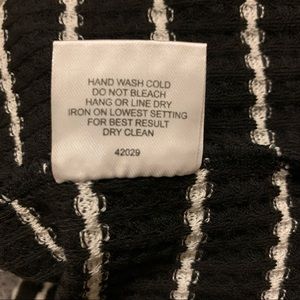 HAND WASH COLD
DO NOT BLEACH
HANG OR LINE DRY
IRON ON LOWEST SETTING
FOR BEST RESULT
DRY CLEAN
42029